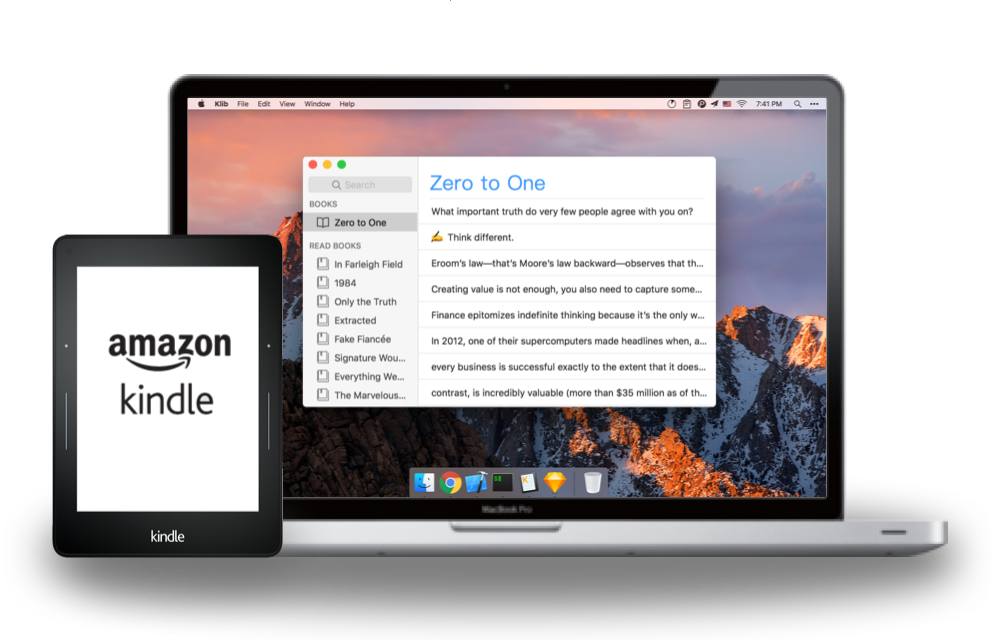 Klib File Edit View Window Help
7:41 PM
Search
BOOKS
Zero to One
READ BOOKS
In Farleigh Field
1984
Only the Truth
Extracted
Fake Fiancée
Signature Wou...
Everything We...
The Marvelous...
Zero to One
What important truth do very few people agree with you on?
✍️ Think different.
Eroom's law—that's Moore's law backward—observes that th...
Creating value is not enough, you also need to capture some...
Finance epitomizes indefinite thinking because it's the only w...
In 2012, one of their supercomputers made headlines when, a...
every business is successful exactly to the extent that it does...
contrast, is incredibly valuable (more than $35 million as of th...
MacBook Pro
amazon
kindle
kindle